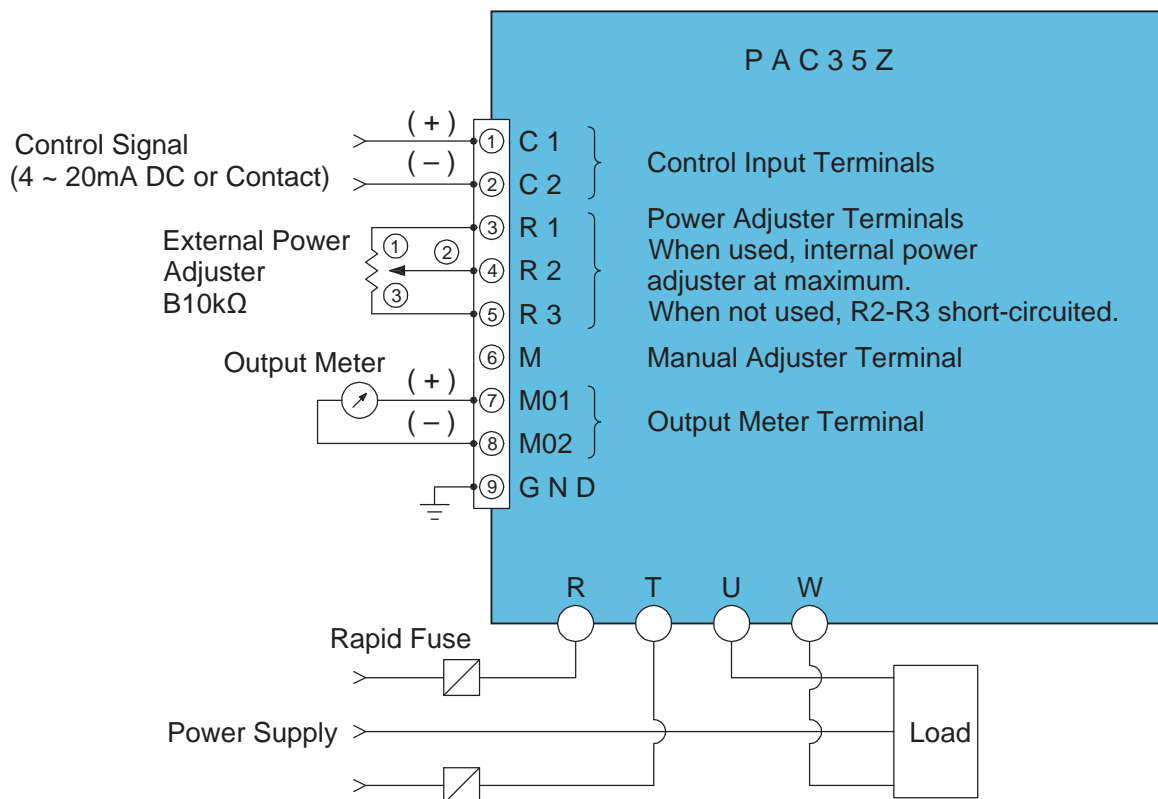 P A C 3 5 Z
Control Signal
(4 ~ 20mA DC or Contact)
( + )
( − )
① C 1
② C 2
Control Input Terminals
External Power
Adjuster
B10kΩ
①
②
③
③ R 1
④ R 2
⑤ R 3
Power Adjuster Terminals
When used, internal power
adjuster at maximum.
When not used, R2-R3 short-circuited.
⑥ M
Manual Adjuster Terminal
Output Meter
( + )
( − )
⑦ M01
⑧ M02
Output Meter Terminal
⑨ G N D
R T U W
Rapid Fuse
Power Supply
Load